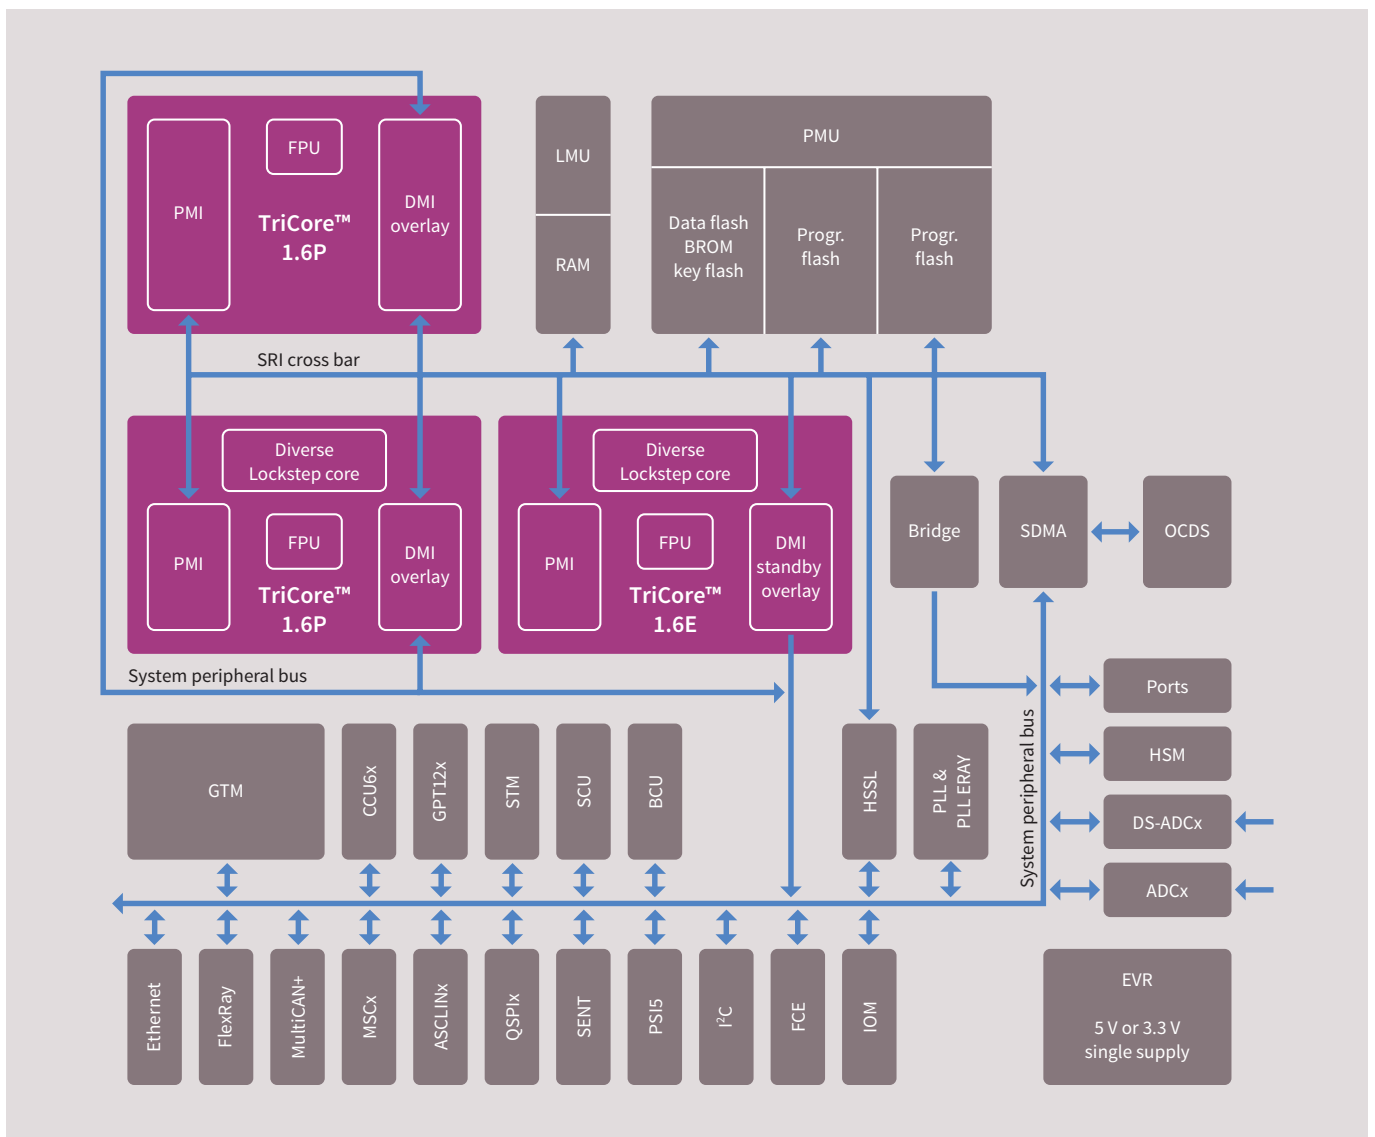 PMI
FPU
TriCore™
1.6P
DMI
overlay
LMU
RAM
PMU
Data flash
BROM
key flash
Progr.
flash
Progr.
flash
SRI cross bar
Diverse
Lockstep core
PMI
FPU
TriCore™
1.6P
DMI
overlay
Diverse
Lockstep core
PMI
FPU
TriCore™
1.6E
DMI
standby
overlay
Bridge
SDMA
OCDS
System peripheral bus
GTM
CCU6x
GPT12x
STM
SCU
BCU
HSSL
PLL &
PLL ERAY
System peripheral bus
Ports
HSM
DS-ADCx
ADCx
Ethernet
FlexRay
MultiCAN+
MSCx
ASCLINx
QSPIx
SENT
PSI5
I²C
FCE
IOM
EVR
5 V or 3.3 V
single supply